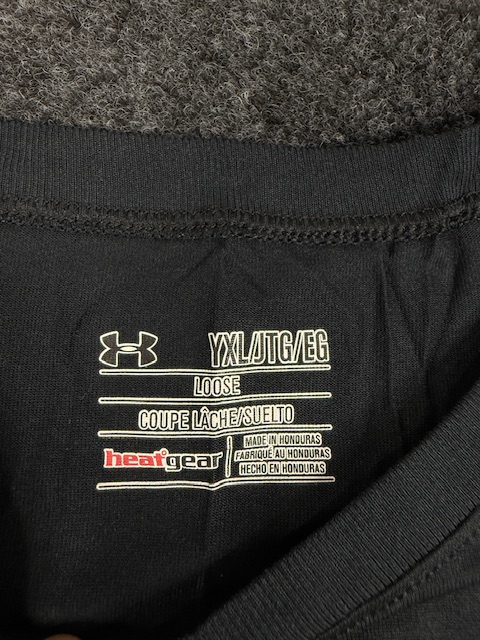 YXL/JTG/EG
LOOSE
COUPE LÂCHE/SUELTO
heatgear
MADE IN HONDURAS
FABRIQUÉ AU HONDURAS
HECHO EN HONDURAS